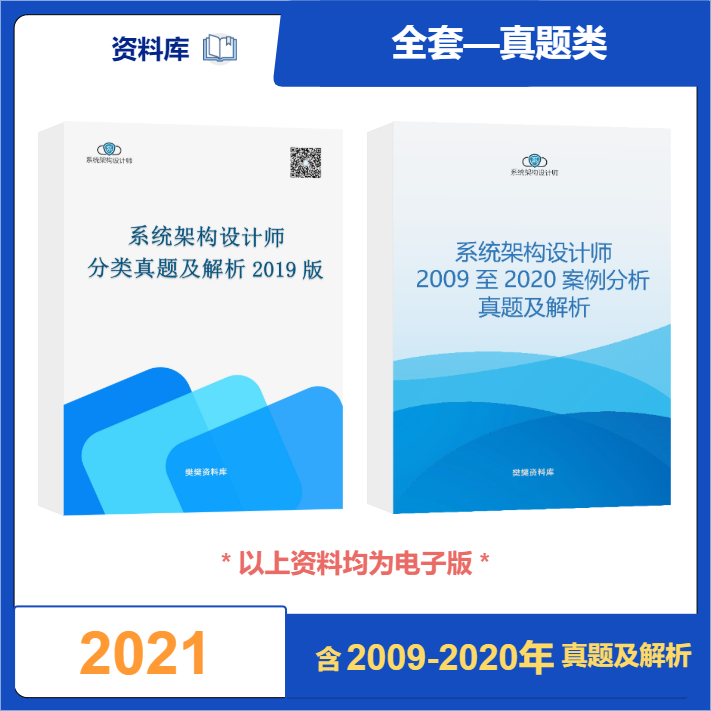 资料库
全套—真题类
系统架构设计师
系统架构设计师
分类真题及解析 2019 版
樊樊资料库
系统架构设计师
系统架构设计师
2009 至 2020 案例分析
真题及解析
樊樊资料库
* 以上资料均为电子版 *
2021
含 2009-2020年 真题及解析